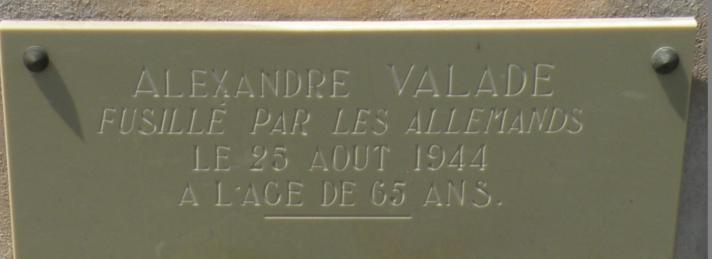 ALEXANDRE VALADE
FUSILLÉ PAR LES ALLEMANDS
LE 25 AOUT 1944
A L'AGE DE 65 ANS.